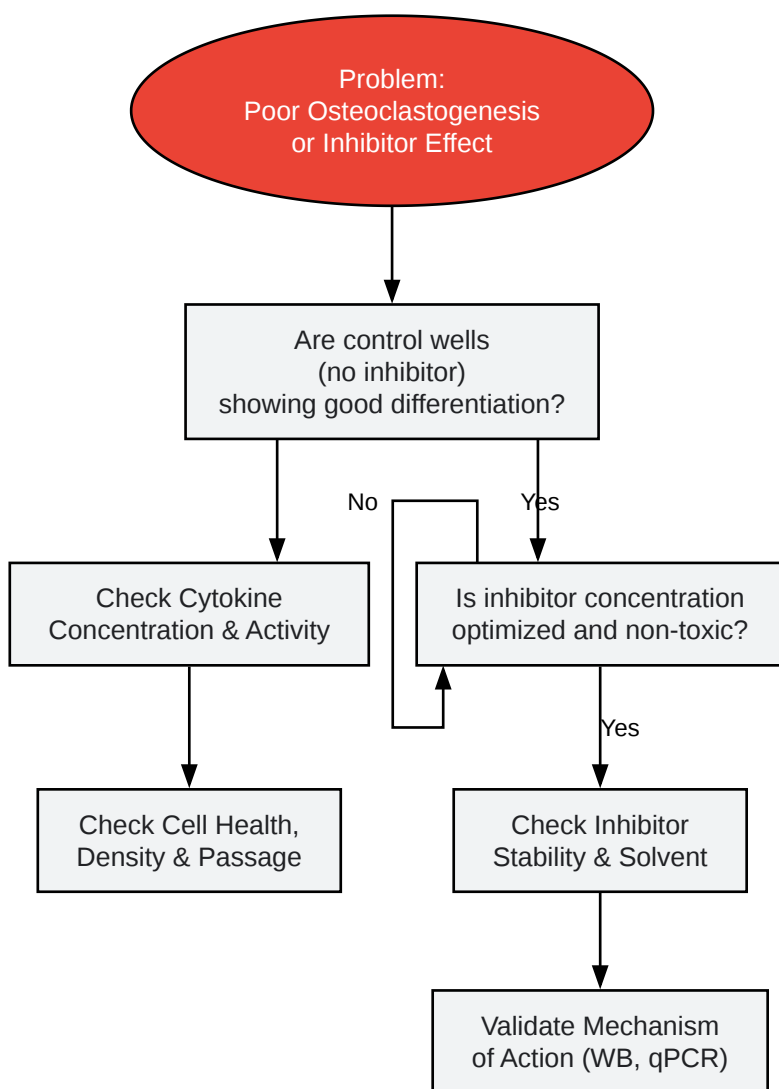 Problem:
Poor Osteoclastogenesis
or Inhibitor Effect
Are control wells
(no inhibitor)
showing good differentiation?
No
Yes
Check Cytokine
Concentration & Activity
Is inhibitor concentration
optimized and non-toxic?
Yes
Check Cell Health,
Density & Passage
Check Inhibitor
Stability & Solvent
Validate Mechanism
of Action (WB, qPCR)